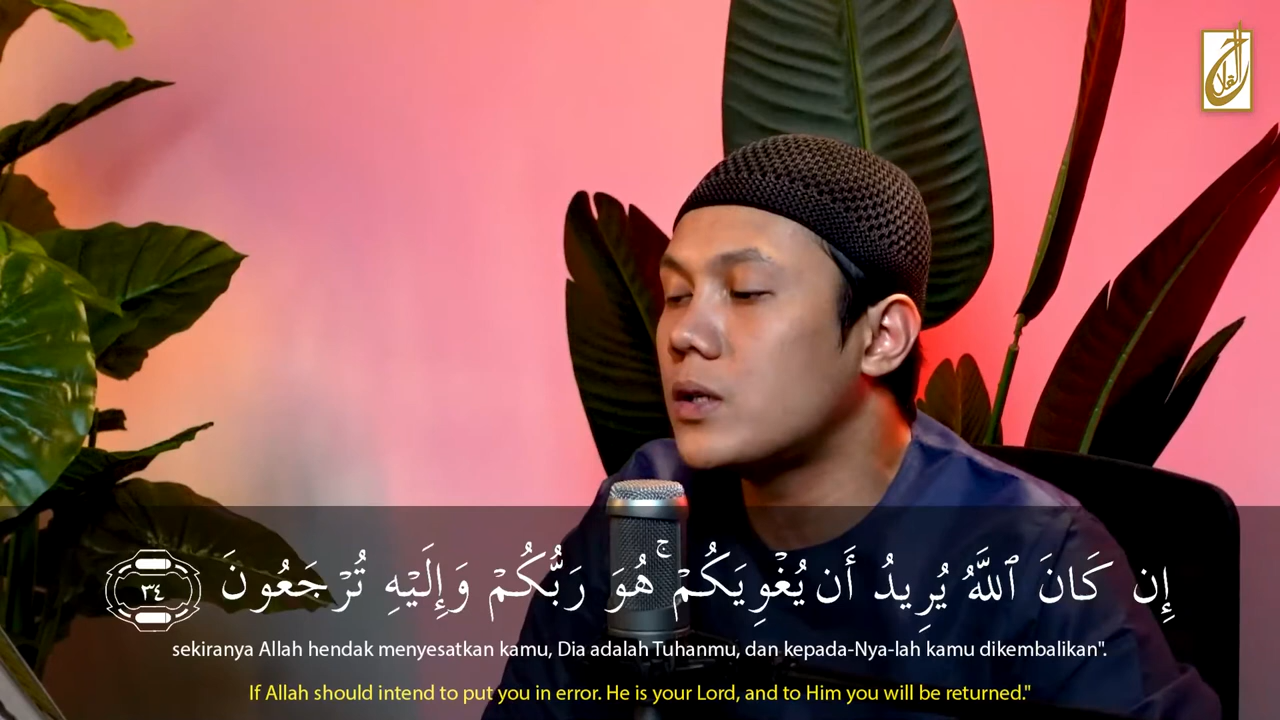 إِن كَانَ ٱللَّهُ يُرِيدُ أَن يُغْوِيَكُمْ ۚ هُوَ رَبُّكُمْ وَإِلَيْهِ تُرْجَعُونَ ٣٤
sekiranya Allah hendak menyesatkan kamu, Dia adalah Tuhanmu, dan kepada-Nya-lah kamu dikembalikan".
If Allah should intend to put you in error. He is your Lord, and to Him you will be returned."